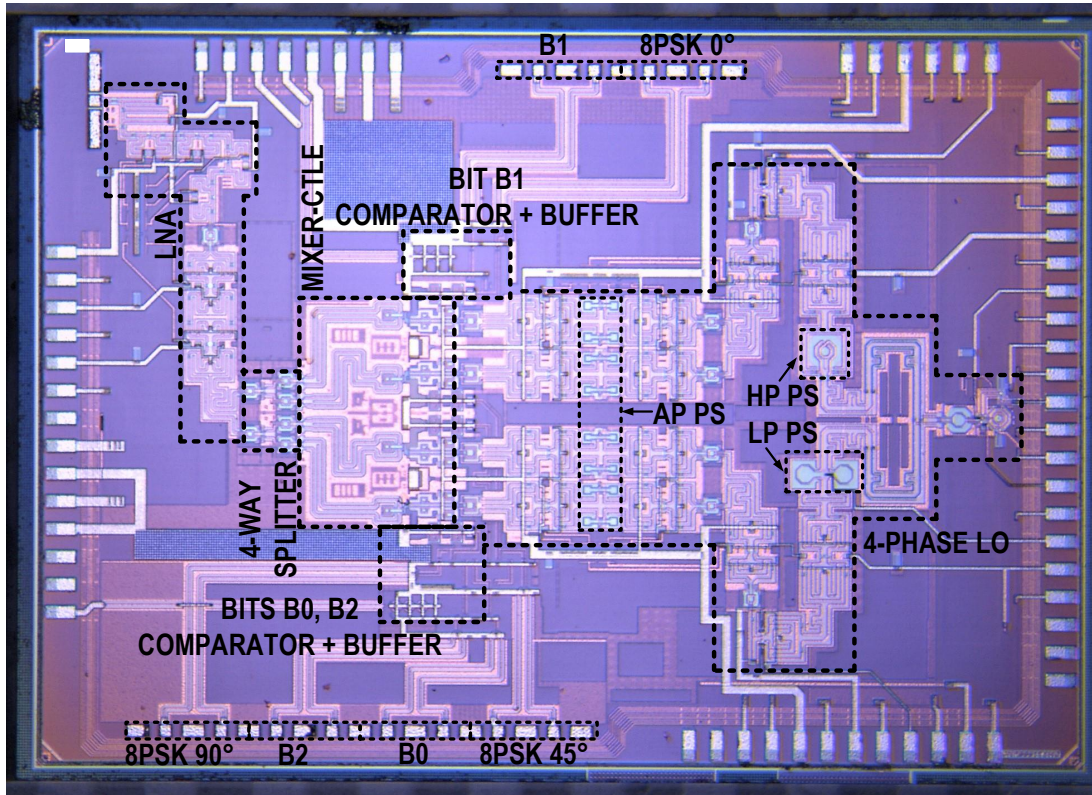 B1
8PSK 0°
LNA
MIXER-CTLE
BIT B1
COMPARATOR + BUFFER
HP PS
AP PS
LP PS
4-WAY
SPLITTER
4-PHASE LO
BITS B0, B2
COMPARATOR + BUFFER
8PSK 90°
B2
B0
8PSK 45°